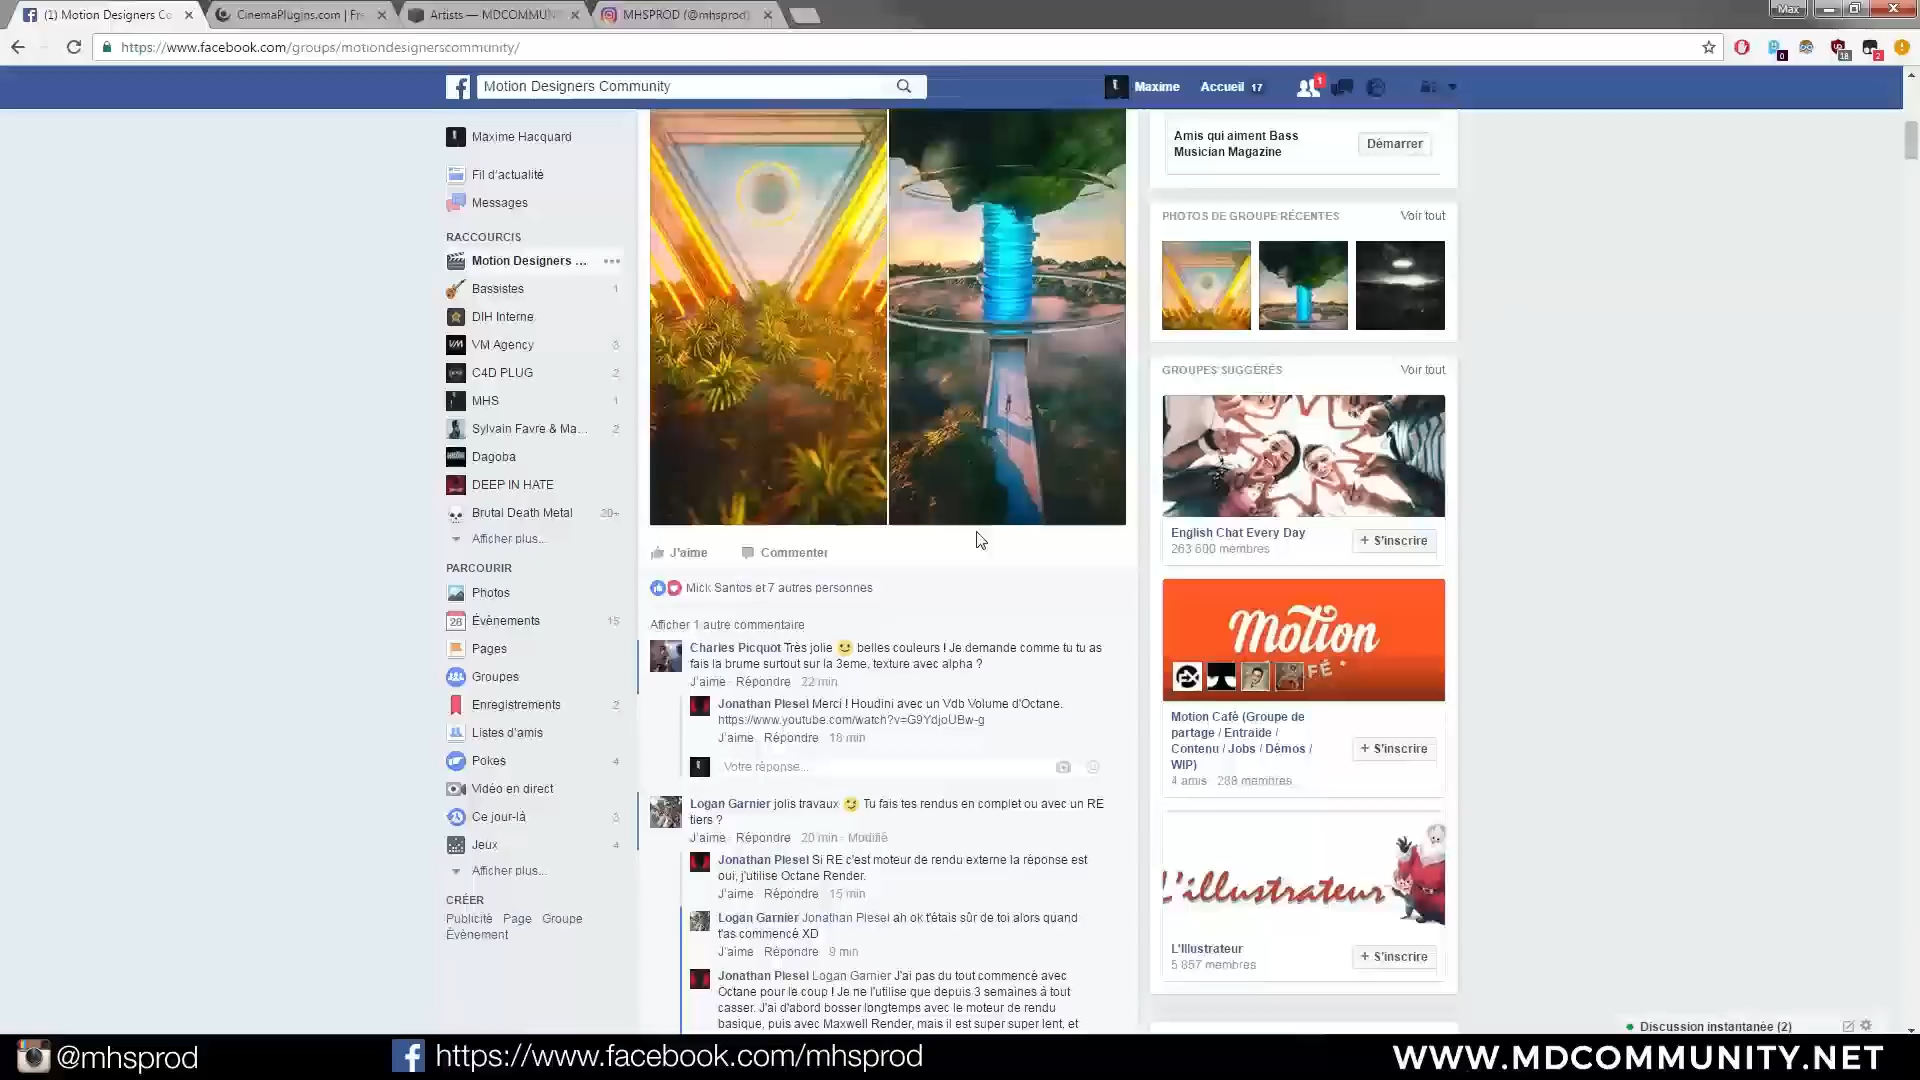 (1) Motion Designers Co
CinemaPlugins.com | Fr
Artists — MDCOMMUN
MHSPROD (@mhsprod)
Max
https://www.facebook.com/groups/motiondesignerscommunity/
Motion Designers Community
Maxime
Accueil 17
1
Maxime Hacquard
Fil d'actualité
Messages
RACCOURCIS
Motion Designers ...
Bassistes 1
DIH Interne
VM Agency 3
C4D PLUG 2
MHS 1
Sylvain Favre & Ma... 2
Dagoba
DEEP IN HATE
Brutal Death Metal 20+
Afficher plus...
PARCOURIR
Photos
28 Évènements 15
Pages
Groupes
Enregistrements 2
Listes d'amis
Pokes 4
Vidéo en direct
Ce jour-là 3
Jeux 4
Afficher plus...
CRÉER
Publicité Page Groupe
Évènement
J'aime Commenter
Mick Santos et 7 autres personnes
Afficher 1 autre commentaire
Charles Picquot Très jolie 😉 belles couleurs ! Je demande comme tu tu as
fais la brume surtout sur la 3eme, texture avec alpha ?
J'aime · Répondre · 22 min
Jonathan Plesel Merci ! Houdini avec un Vdb Volume d'Octane.
https://www.youtube.com/watch?v=G9YdjoUBw-g
J'aime · Répondre · 18 min
Votre réponse...
Logan Garnier jolis travaux 😉 Tu fais tes rendus en complet ou avec un RE
tiers ?
J'aime · Répondre · 20 min · Modifié
Jonathan Plesel Si RE c'est moteur de rendu externe la réponse est
oui, j'utilise Octane Render.
J'aime · Répondre · 15 min
Logan Garnier Jonathan Plesel ah ok t'étais sûr de toi alors quand
t'as commencé XD
J'aime · Répondre · 9 min
Jonathan Plesel Logan Garnier J'ai pas du tout commencé avec
Octane pour le coup ! Je ne l'utilise que depuis 3 semaines à tout
casser. J'ai d'abord bosser longtemps avec le moteur de rendu
basique, puis avec Maxwell Render, mais il est super super lent, et
Amis qui aiment Bass
Musician Magazine
Démarrer
PHOTOS DE GROUPE RÉCENTES Voir tout
GROUPES SUGGÉRÉS Voir tout
English Chat Every Day
263 600 membres
+ S'inscrire
Motion
FÉ
Motion Café (Groupe de
partage / Entraide /
Contenu / Jobs / Démos /
WIP)
4 amis · 288 membres
+ S'inscrire
L'illustrateur
L'Illustrateur
5 857 membres
+ S'inscrire
Discussion instantanée (2)
@mhsprod
https://www.facebook.com/mhsprod
WWW.MDCOMMUNITY.NET